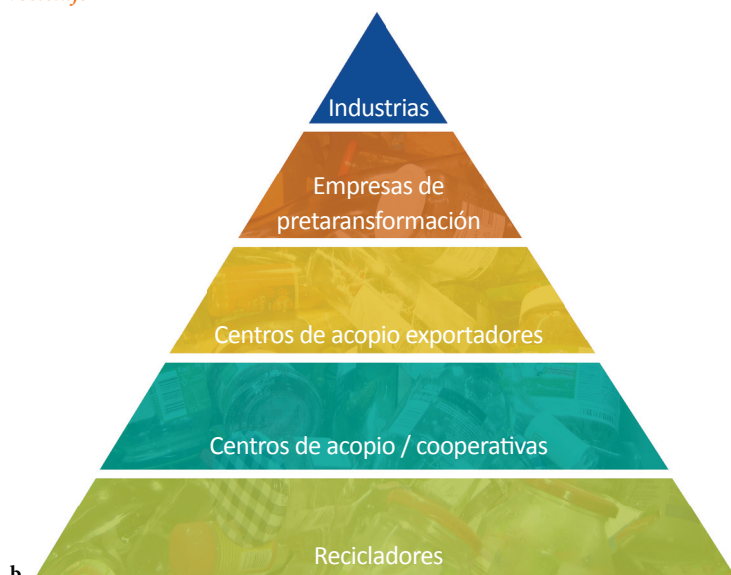 Industrias
Empresas de
pretaransformación
Centros de acopio exportadores
Centros de acopio / cooperativas
Recicladores
b